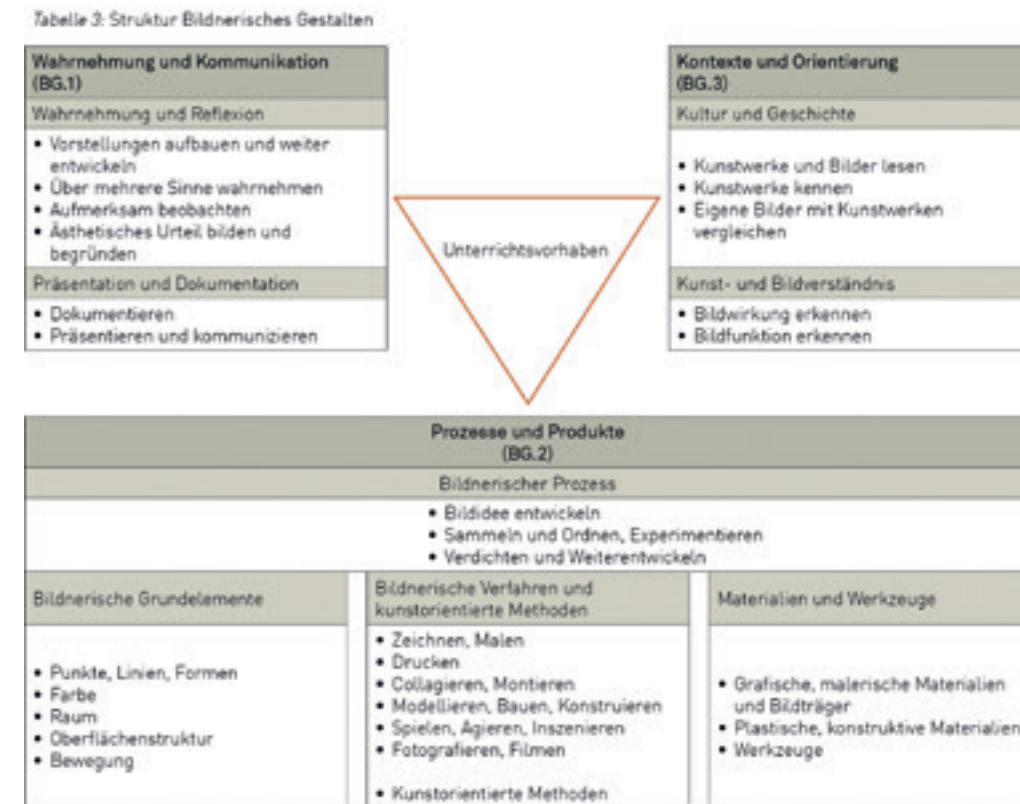 Tabelle 3: Struktur Bildnerisches Gestalten
Wahrnehmung und Kommunikation
(BG.1)
Wahrnehmung und Reflexion
• Vorstellungen aufbauen und weiter
entwickeln
• Über mehrere Sinne wahrnehmen
• Aufmerksam beobachten
• Ästhetisches Urteil bilden und
begründen
Präsentation und Dokumentation
• Dokumentieren
• Präsentieren und kommunizieren
Unterrichtsvorhaben
Kontexte und Orientierung
(BG.3)
Kultur und Geschichte
• Kunstwerke und Bilder lesen
• Kunstwerke kennen
• Eigene Bilder mit Kunstwerken
vergleichen
Kunst- und Bildverständnis
• Bildwirkung erkennen
• Bildfunktion erkennen
Prozesse und Produkte
(BG.2)
Bildnerischer Prozess
• Bildidee entwickeln
• Sammeln und Ordnen, Experimentieren
• Verdichten und Weiterentwickeln
Bildnerische Grundelemente
• Punkte, Linien, Formen
• Farbe
• Raum
• Oberflächenstruktur
• Bewegung
Bildnerische Verfahren und
kunstorientierte Methoden
• Zeichnen, Malen
• Drucken
• Collagieren, Montieren
• Modellieren, Bauen, Konstruieren
• Spielen, Agieren, Inszenieren
• Fotografieren, Filmen
• Kunstorientierte Methoden
Materialien und Werkzeuge
• Grafische, malerische Materialien
und Bildträger
• Plastische, konstruktive Materialien
• Werkzeuge